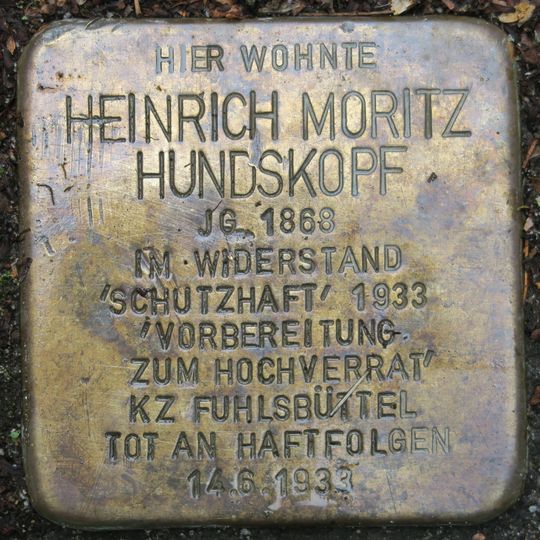 HIER WOHNTE
HEINRICH MORITZ
HUNDSKOPF
JG. 1868
IM WIDERSTAND
'SCHUTZHAFT' 1933
'VORBEREITUNG
ZUM HOCHVERRAT'
KZ FUHLSBÜTTEL
TOT AN HAFTFOLGEN
14.6.1933